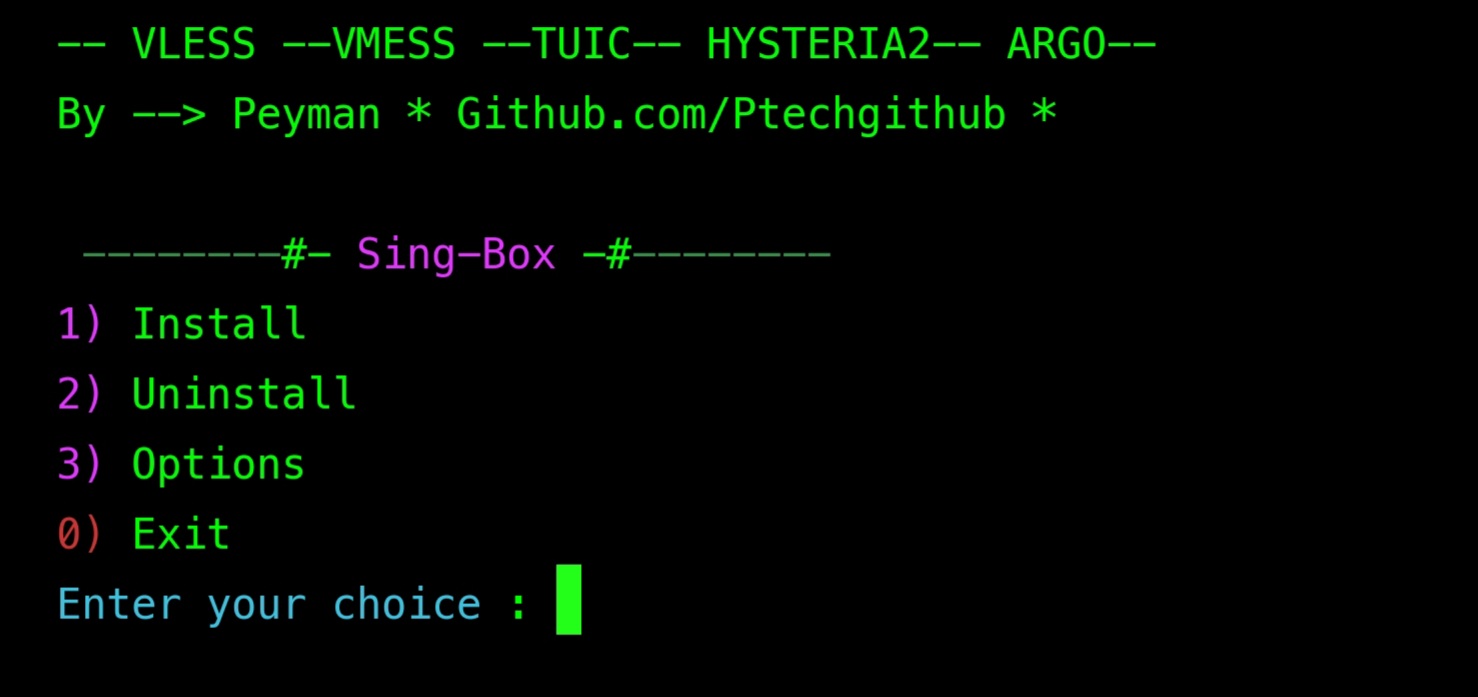 -- VLESS --VMESS --TUIC-- HYSTERIA2-- ARGO--
By --> Peyman * Github.com/Ptechgithub *
--------#- Sing-Box -#--------
1) Install
2) Uninstall
3) Options
0) Exit
Enter your choice :